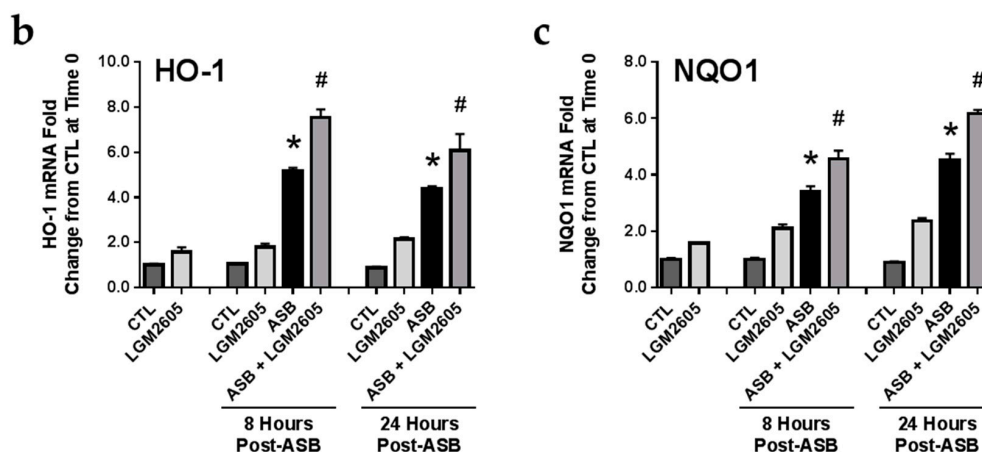 b
HO-1
HO-1 mRNA Fold
Change from CTL at Time 0
10.0
8.0
6.0
4.0
2.0
0.0
*
#
*
#
CTL
LGM2605
CTL
LGM2605
ASB
ASB + LGM2605
CTL
LGM2605
ASB
ASB + LGM2605
8 Hours
Post-ASB
24 Hours
Post-ASB
c
NQO1
NQO1 mRNA Fold
Change from CTL at Time 0
8.0
6.0
4.0
2.0
0.0
*
#
*
#
CTL
LGM2605
CTL
LGM2605
ASB
ASB + LGM2605
CTL
LGM2605
ASB
ASB + LGM2605
8 Hours
Post-ASB
24 Hours
Post-ASB